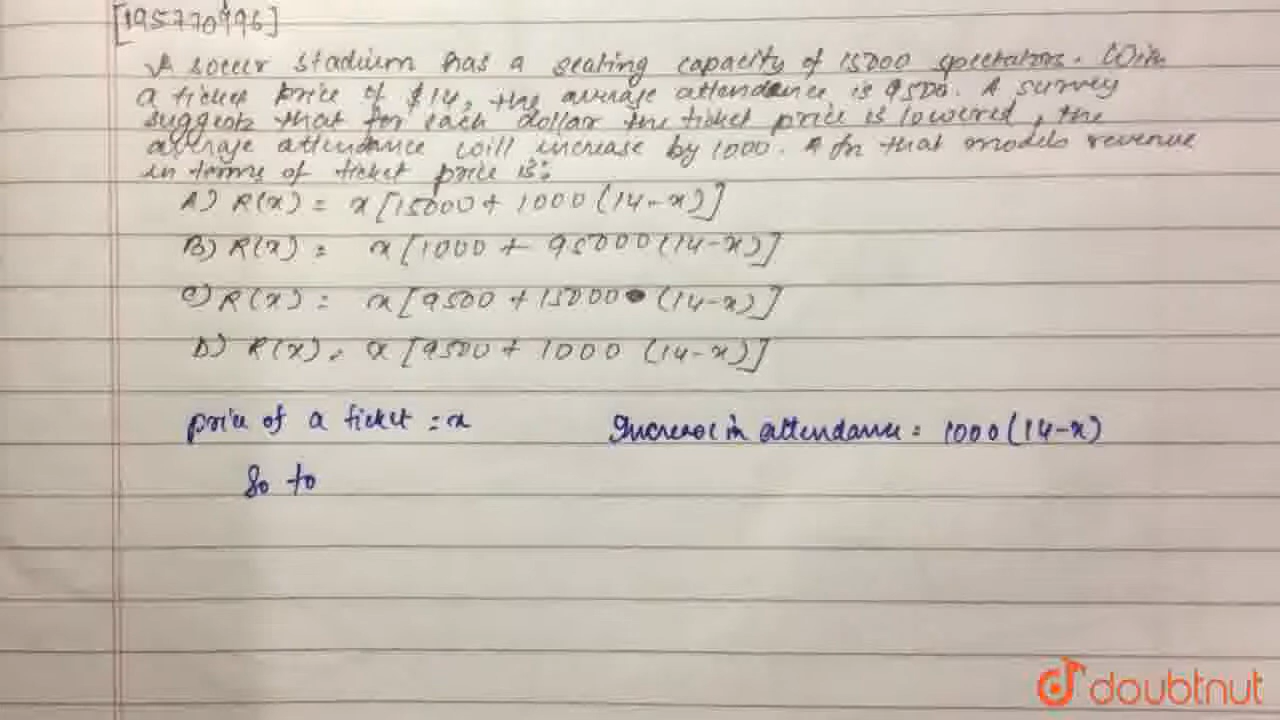 [195770996]
A soccer stadium has a seating capacity of 15000 spectators. With
a ticket price of $14, the average attendance is 9500. A survey
suggests that for each dollar the ticket price is lowered, the
average attendance will increase by 1000. A fn that models revenue
in terms of ticket price is:
A) R(x) = x[15000+ 1000(14-x)]
B) R(x) = x[1000 + 95000(14-x)]
C) R(x) = x[9500 +15000 (14-x)]
D) R(x) = x[9500+ 1000 (14-x)]
price of a ticket = x Increase in attendance = 1000(14-x)
So to
doubtnut